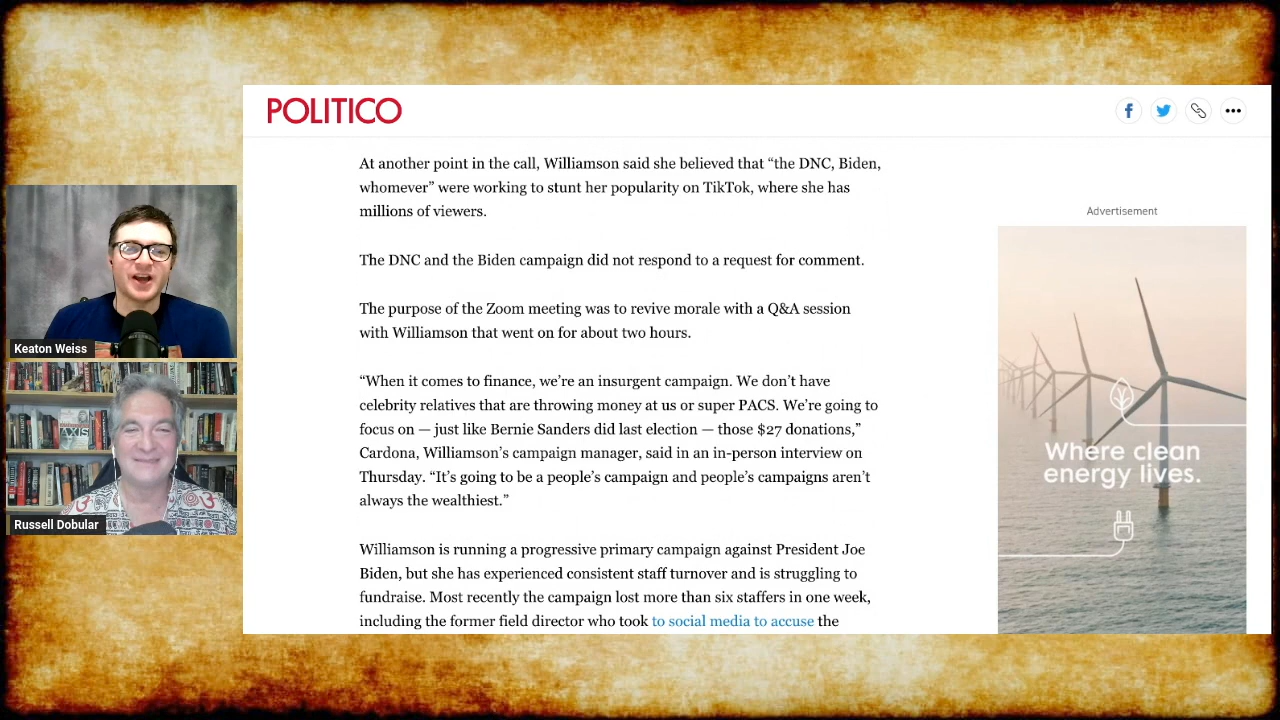 POLITICO
At another point in the call, Williamson said she believed that “the DNC, Biden,
whomever” were working to stunt her popularity on TikTok, where she has
millions of viewers.
The DNC and the Biden campaign did not respond to a request for comment.
The purpose of the Zoom meeting was to revive morale with a Q&A session
with Williamson that went on for about two hours.
“When it comes to finance, we’re an insurgent campaign. We don’t have
celebrity relatives that are throwing money at us or super PACS. We’re going to
focus on — just like Bernie Sanders did last election — those $27 donations,”
Cardona, Williamson’s campaign manager, said in an in-person interview on
Thursday. “It’s going to be a people’s campaign and people’s campaigns aren’t
always the wealthiest.”
Williamson is running a progressive primary campaign against President Joe
Biden, but she has experienced consistent staff turnover and is struggling to
fundraise. Most recently the campaign lost more than six staffers in one week,
including the former field director who took to social media to accuse the
Advertisement
Where clean
energy lives.
Keaton Weiss
AXIS
Russell Dobular